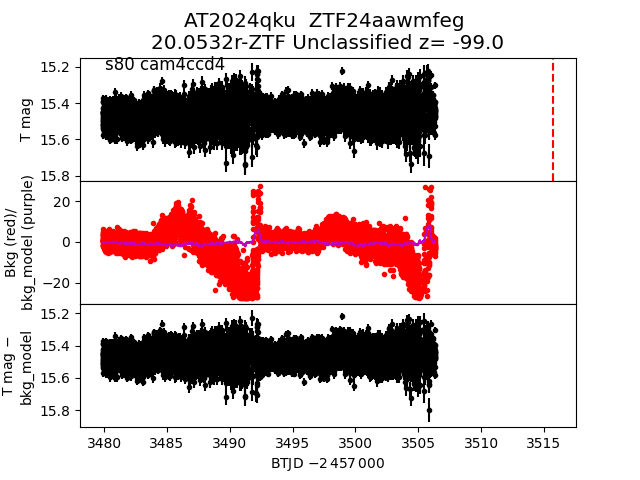 AT2024qku  ZTF24aawmfeg
20.0532r-ZTF Unclassified z= -99.0
s80 cam4ccd4
15.2
15.4
15.6
15.8
T mag
20
0
−20
Bkg (red)/
bkg_model (purple)
15.2
15.4
15.6
15.8
T mag −
bkg_model
3480 3485 3490 3495 3500 3505 3510 3515
BTJD −2 457 000